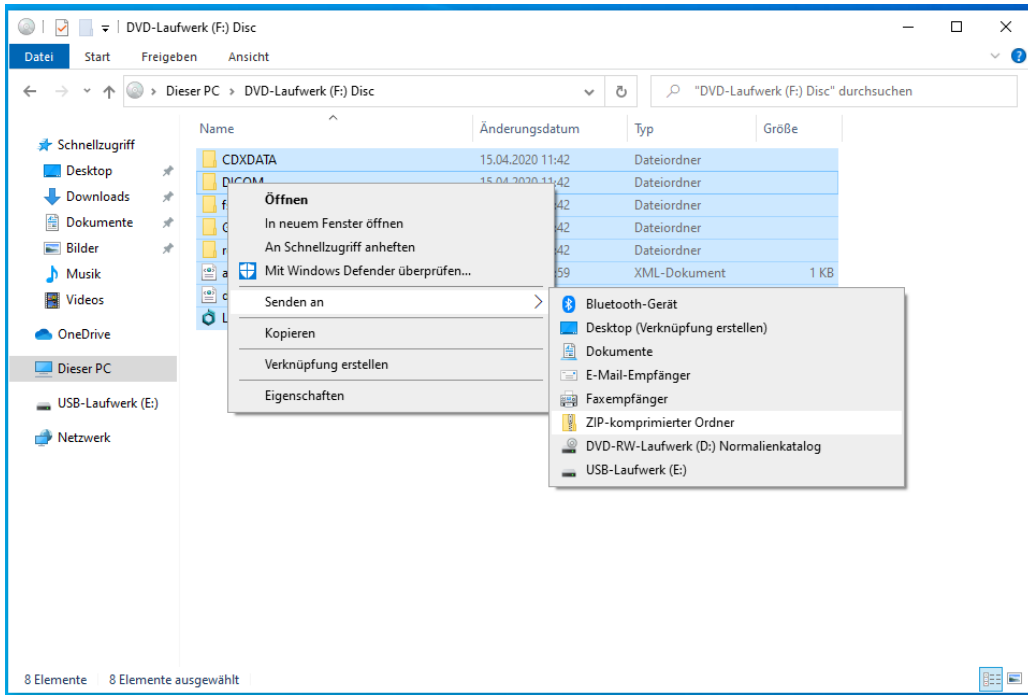 DVD-Laufwerk (F:) Disc
Datei Start Freigeben Ansicht
Dieser PC DVD-Laufwerk (F:) Disc "DVD-Laufwerk (F:) Disc" durchsuchen
Name Änderungsdatum Typ Größe
Schnellzugriff
Desktop
Downloads
Dokumente
Bilder
Musik
Videos
OneDrive
Dieser PC
USB-Laufwerk (E:)
Netzwerk
CDXDATA 15.04.2020 11:42 Dateiordner
DICOM 15.04.2020 11:42 Dateiordner
f :42 Dateiordner
G :42 Dateiordner
r :42 Dateiordner
a :59 XML-Dokument 1 KB
d
L
Öffnen
In neuem Fenster öffnen
An Schnellzugriff anheften
Mit Windows Defender überprüfen...
Senden an
Kopieren
Verknüpfung erstellen
Eigenschaften
Bluetooth-Gerät
Desktop (Verknüpfung erstellen)
Dokumente
E-Mail-Empfänger
Faxempfänger
ZIP-komprimierter Ordner
DVD-RW-Laufwerk (D:) Normalienkatalog
USB-Laufwerk (E:)
8 Elemente 8 Elemente ausgewählt